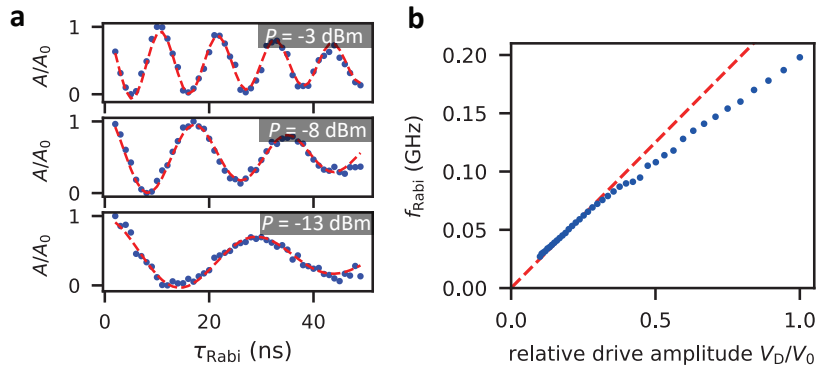 a
P = -3 dBm
1
0
A/A₀
P = -8 dBm
1
0
A/A₀
P = -13 dBm
1
0
A/A₀
0 20 40
τRabi (ns)
b
0.20
0.15
0.10
0.05
0.00
fRabi (GHz)
0.0 0.5 1.0
relative drive amplitude VD/V₀